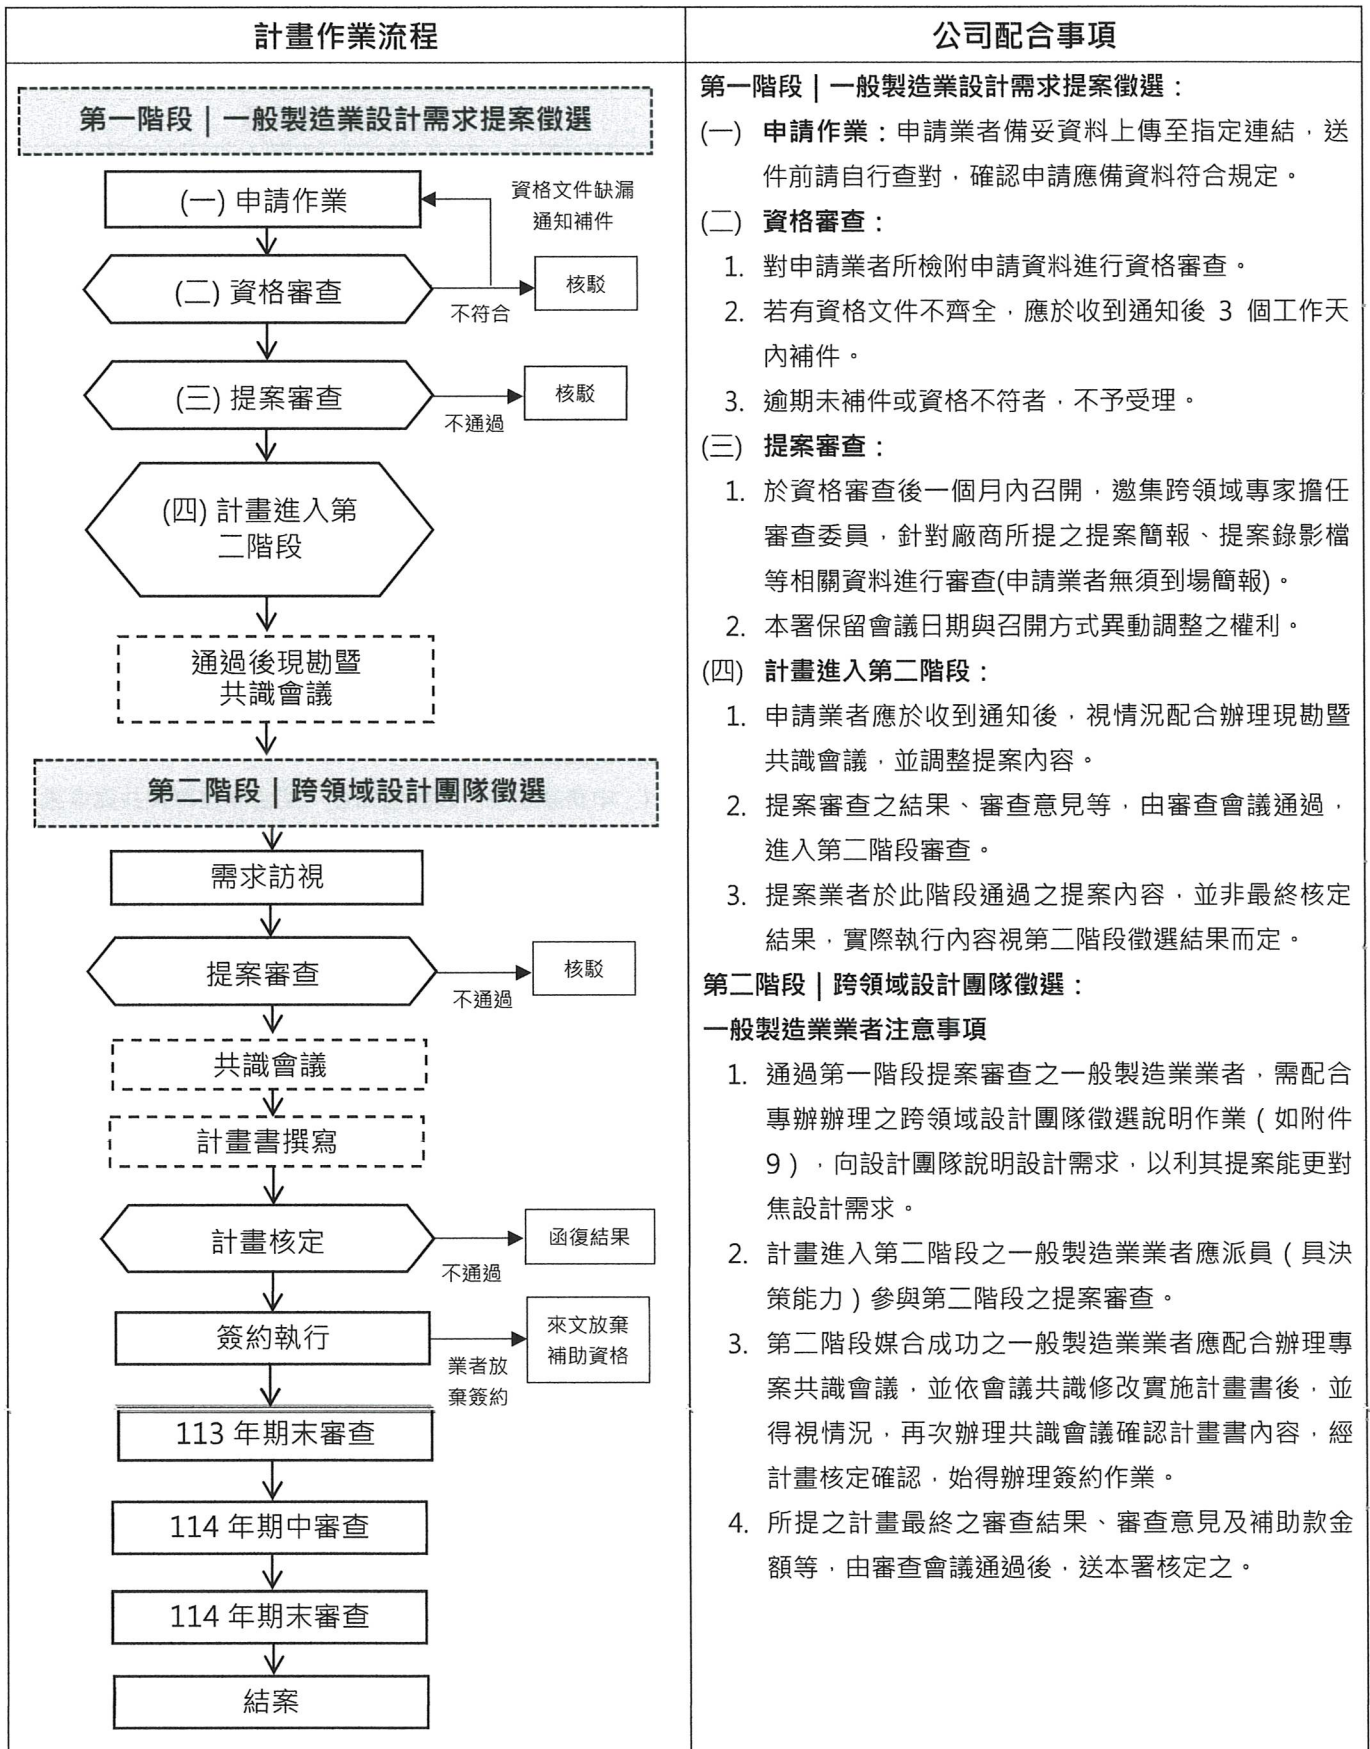 計畫作業流程
第一階段｜一般製造業設計需求提案徵選
(一) 申請作業
資格文件缺漏
通知補件
(二) 資格審查
不符合
核駁
(三) 提案審查
不通過
核駁
(四) 計畫進入第
二階段
通過後現勘暨
共識會議
第二階段｜跨領域設計團隊徵選
需求訪視
提案審查
不通過
核駁
共識會議
計畫書撰寫
計畫核定
不通過
函復結果
簽約執行
業者放
棄簽約
來文放棄
補助資格
113 年期末審查
114 年期中審查
114 年期末審查
結案
公司配合事項
第一階段｜一般製造業設計需求提案徵選：
(一) 申請作業：申請業者備妥資料上傳至指定連結，送
件前請自行查對，確認申請應備資料符合規定。
(二) 資格審查：
1. 對申請業者所檢附申請資料進行資格審查。
2. 若有資格文件不齊全，應於收到通知後 3 個工作天
內補件。
3. 逾期未補件或資格不符者，不予受理。
(三) 提案審查：
1. 於資格審查後一個月內召開，邀集跨領域專家擔任
審查委員，針對廠商所提之提案簡報、提案錄影檔
等相關資料進行審查(申請業者無須到場簡報)。
2. 本署保留會議日期與召開方式異動調整之權利。
(四) 計畫進入第二階段：
1. 申請業者應於收到通知後，視情況配合辦理現勘暨
共識會議，並調整提案內容。
2. 提案審查之結果、審查意見等，由審查會議通過，
進入第二階段審查。
3. 提案業者於此階段通過之提案內容，並非最終核定
結果，實際執行內容視第二階段徵選結果而定。
第二階段｜跨領域設計團隊徵選：
一般製造業業者注意事項
1. 通過第一階段提案審查之一般製造業業者，需配合
專辦辦理之跨領域設計團隊徵選說明作業（如附件
9），向設計團隊說明設計需求，以利其提案能更對
焦設計需求。
2. 計畫進入第二階段之一般製造業業者應派員（具決
策能力）參與第二階段之提案審查。
3. 第二階段媒合成功之一般製造業業者應配合辦理專
案共識會議，並依會議共識修改實施計畫書後，並
得視情況，再次辦理共識會議確認計畫書內容，經
計畫核定確認，始得辦理簽約作業。
4. 所提之計畫最終之審查結果、審查意見及補助款金
額等，由審查會議通過後，送本署核定之。